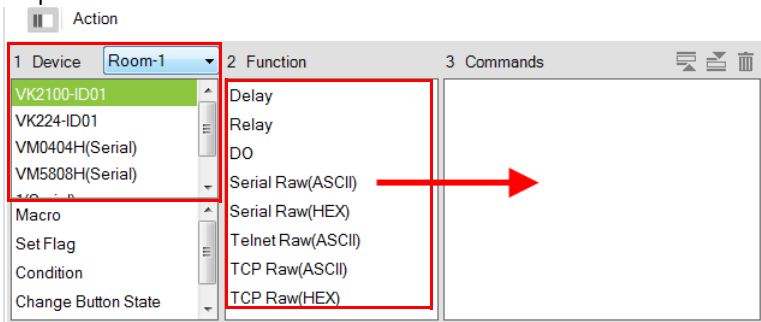 Action
1 Device Room-1 2 Function 3 Commands
VK2100-ID01
VK224-ID01
VM0404H(Serial)
VM5808H(Serial)
Macro
Set Flag
Condition
Change Button State
Delay
Relay
DO
Serial Raw(ASCII)
Serial Raw(HEX)
Telnet Raw(ASCII)
TCP Raw(ASCII)
TCP Raw(HEX)